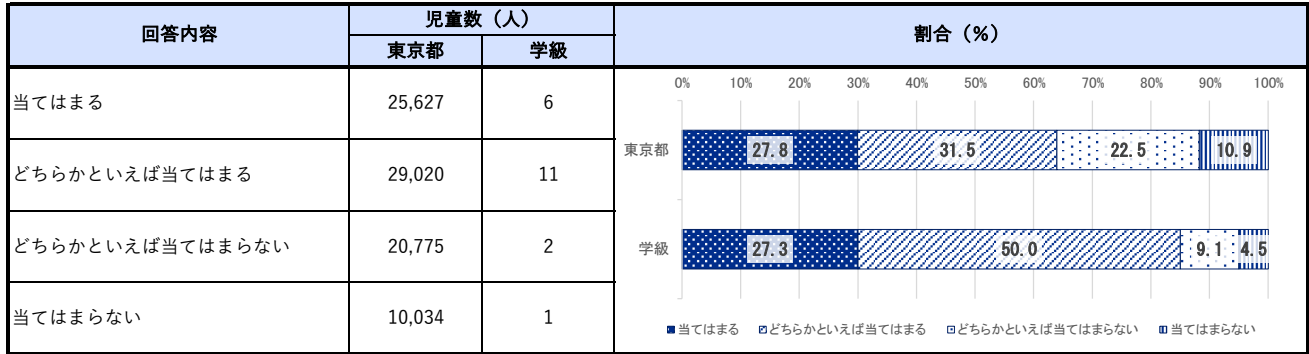 回答内容 児童数（人） 割合（%）
東京都 学級
当てはまる 25,627 6
どちらかといえば当てはまる 29,020 11
どちらかといえば当てはまらない 20,775 2
当てはまらない 10,034 1
0% 10% 20% 30% 40% 50% 60% 70% 80% 90% 100%
東京都 27.8 31.5 22.5 10.9
学級 27.3 50.0 9.1 4.5
当てはまる どちらかといえば当てはまる どちらかといえば当てはまらない 当てはまらない